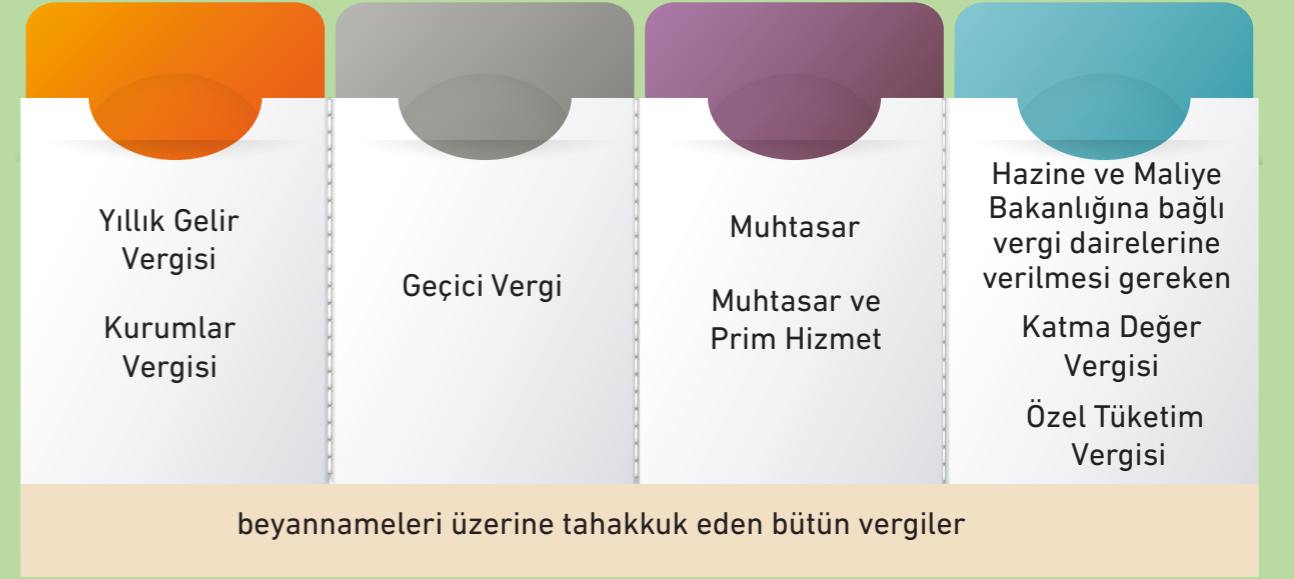 Yıllık Gelir
Vergisi
Kurumlar
Vergisi
Geçici Vergi
Muhtasar
Muhtasar ve
Prim Hizmet
Hazine ve Maliye
Bakanlığına bağlı
vergi dairelerine
verilmesi gereken
Katma Değer
Vergisi
Özel Tüketim
Vergisi
beyannameleri üzerine tahakkuk eden bütün vergiler